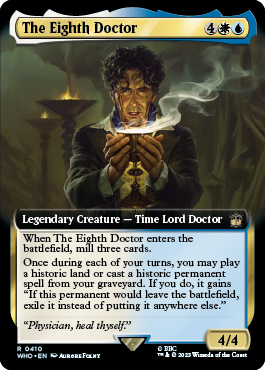 The Eighth Doctor 4
Legendary Creature — Time Lord Doctor
When The Eighth Doctor enters the
battlefield, mill three cards.
Once during each of your turns, you may play
a historic land or cast a historic permanent
spell from your graveyard. If you do, it gains
“If this permanent would leave the battlefield,
exile it instead of putting it anywhere else.”
“Physician, heal thyself.”
4/4
R 0410
WHO • EN AURORE FOLNY
© BBC
™ & © 2023 Wizards of the Coast